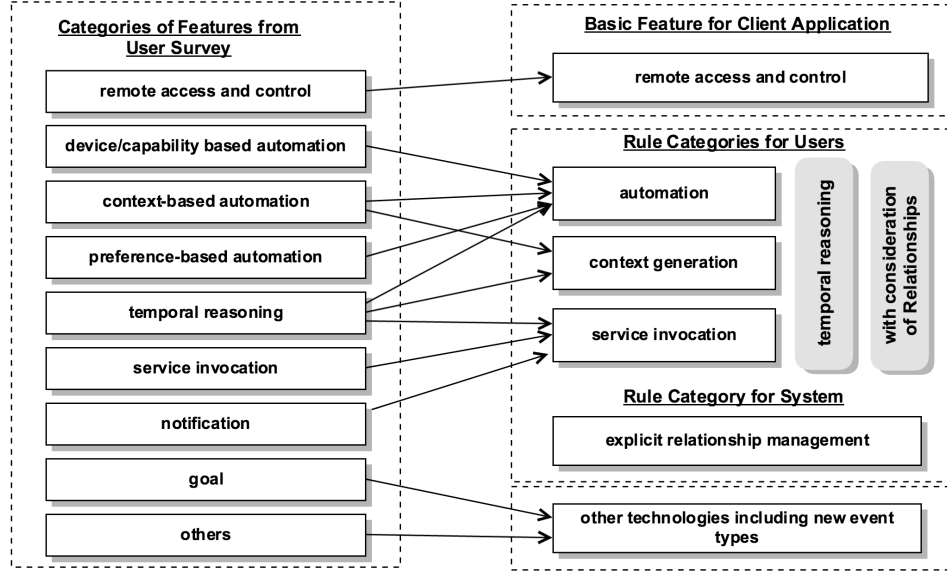 Categories of Features from
User Survey
remote access and control
device/capability based automation
context-based automation
preference-based automation
temporal reasoning
service invocation
notification
goal
others
Basic Feature for Client Application
remote access and control
Rule Categories for Users
automation
context generation
service invocation
temporal reasoning
with consideration
of Relationships
Rule Category for System
explicit relationship management
other technologies including new event
types